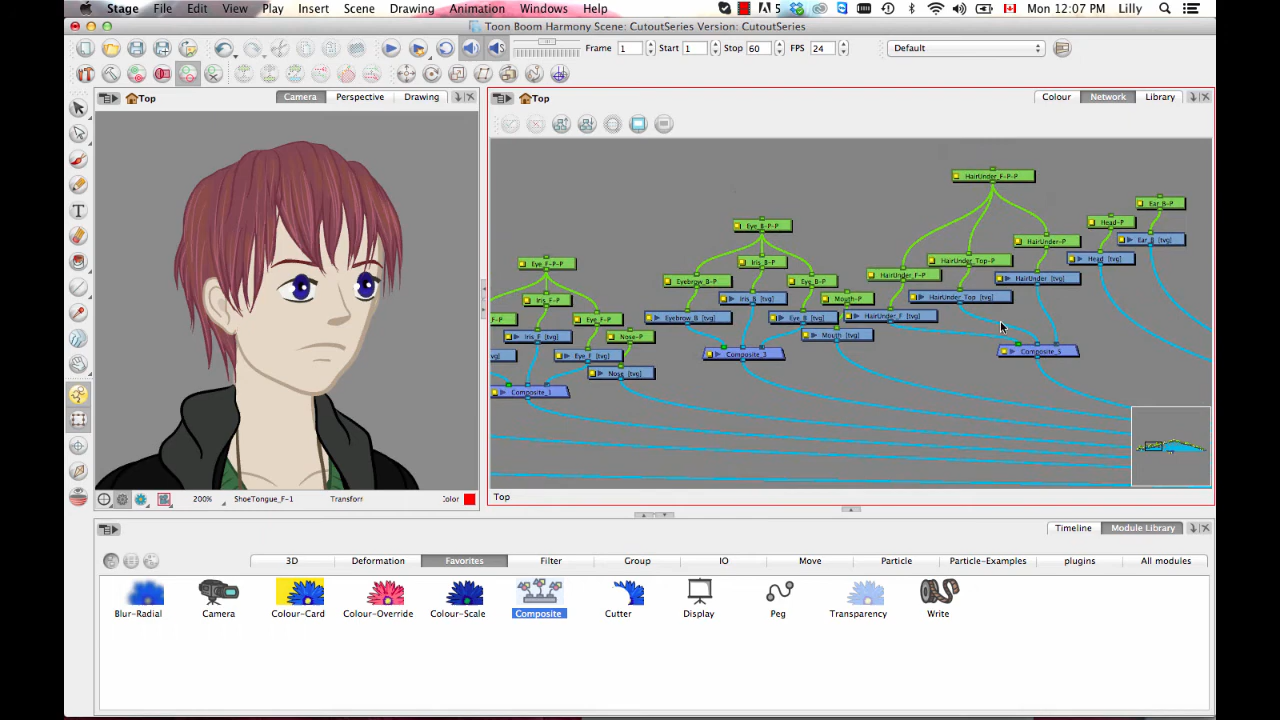 Stage File Edit View Play Insert Scene Drawing Animation Windows Help
5 Mon 12:07 PM Lilly
Toon Boom Harmony Scene: CutoutSeries Version: CutoutSeries
Frame 1 Start 1 Stop 60 FPS 24 Default
Top Camera Perspective Drawing
Top Colour Network Library
HairUnder_F-P-P
Ear_B-P
Eye_B-P-P Head-P
HairUnder-P Ear_B [tvg]
Eye_F-P-P Iris_B-P HairUnder_Top-P Head [tvg]
Eyebrow_B-P Eye_B-P HairUnder_F-P HairUnder [tvg]
Iris_F-P Iris_B [tvg] Mouth-P HairUnder_Top [tvg]
F-P Eye_F-P Eyebrow_B [tvg] Eye_B [tvg] HairUnder_F [tvg]
Iris_F [tvg] Nose-P Mouth [tvg]
[tvg] Eye_F [tvg] Composite_3 Composite_5
Nose [tvg]
Composite_1
200% ShoeTongue_F-1 Transform Color
Top
Timeline Module Library
3D Deformation Favorites Filter Group IO Move Particle Particle-Examples plugins All modules
Blur-Radial Camera Colour-Card Colour-Override Colour-Scale Composite Cutter Display Peg Transparency Write